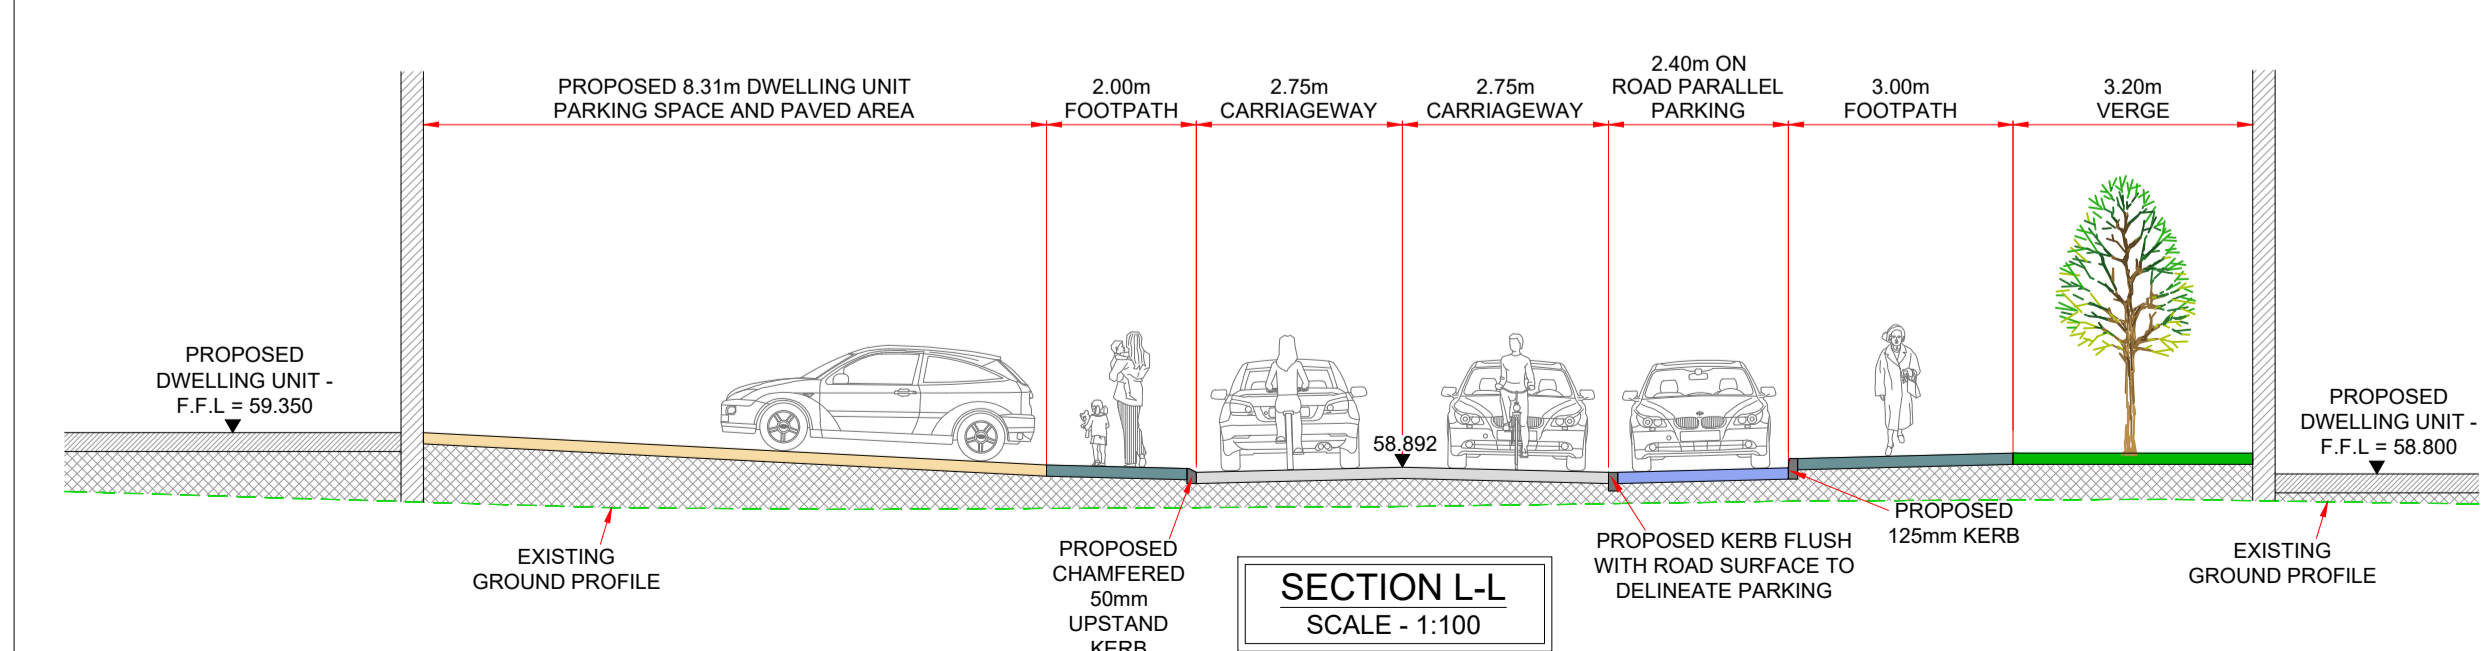 PROPOSED 8.31m DWELLING UNIT
PARKING SPACE AND PAVED AREA
2.00m
FOOTPATH
2.75m
CARRIAGEWAY
2.75m
CARRIAGEWAY
2.40m ON
ROAD PARALLEL
PARKING
3.00m
FOOTPATH
3.20m
VERGE
PROPOSED
DWELLING UNIT -
F.F.L = 59.350
58.892
PROPOSED
DWELLING UNIT -
F.F.L = 58.800
EXISTING
GROUND PROFILE
PROPOSED
CHAMFERED
50mm
UPSTAND
KERB
SECTION L-L
SCALE - 1:100
PROPOSED KERB FLUSH
WITH ROAD SURFACE TO
DELINEATE PARKING
PROPOSED
125mm KERB
EXISTING
GROUND PROFILE